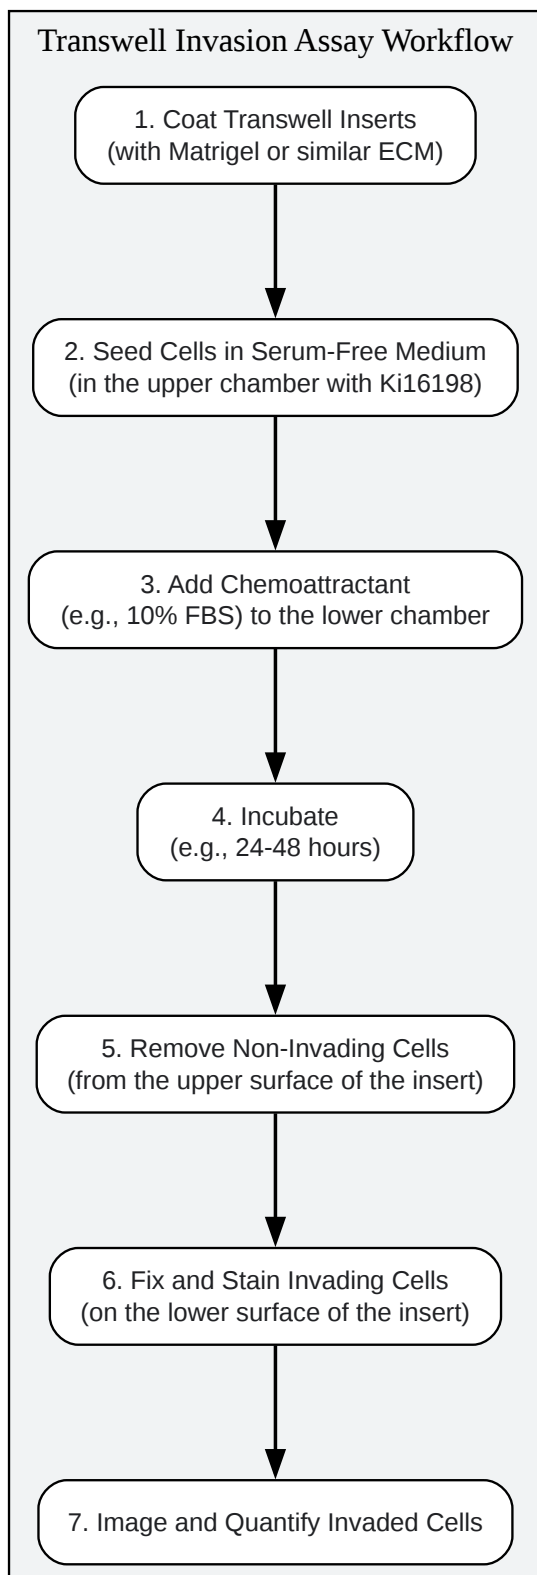 Transwell Invasion Assay Workflow
1. Coat Transwell Inserts
(with Matrigel or similar ECM)
2. Seed Cells in Serum-Free Medium
(in the upper chamber with Ki16198)
3. Add Chemoattractant
(e.g., 10% FBS) to the lower chamber
4. Incubate
(e.g., 24-48 hours)
5. Remove Non-Invading Cells
(from the upper surface of the insert)
6. Fix and Stain Invading Cells
(on the lower surface of the insert)
7. Image and Quantify Invaded Cells